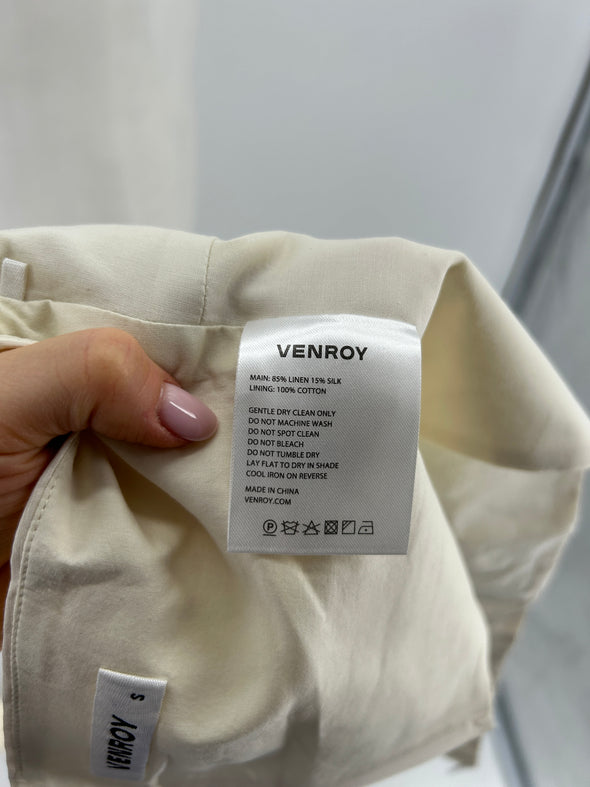 VENROY
MAIN: 85% LINEN 15% SILK
LINING: 100% COTTON
GENTLE DRY CLEAN ONLY
DO NOT MACHINE WASH
DO NOT SPOT CLEAN
DO NOT BLEACH
DO NOT TUMBLE DRY
LAY FLAT TO DRY IN SHADE
COOL IRON ON REVERSE
MADE IN CHINA
VENROY.COM
P
VENROY
S